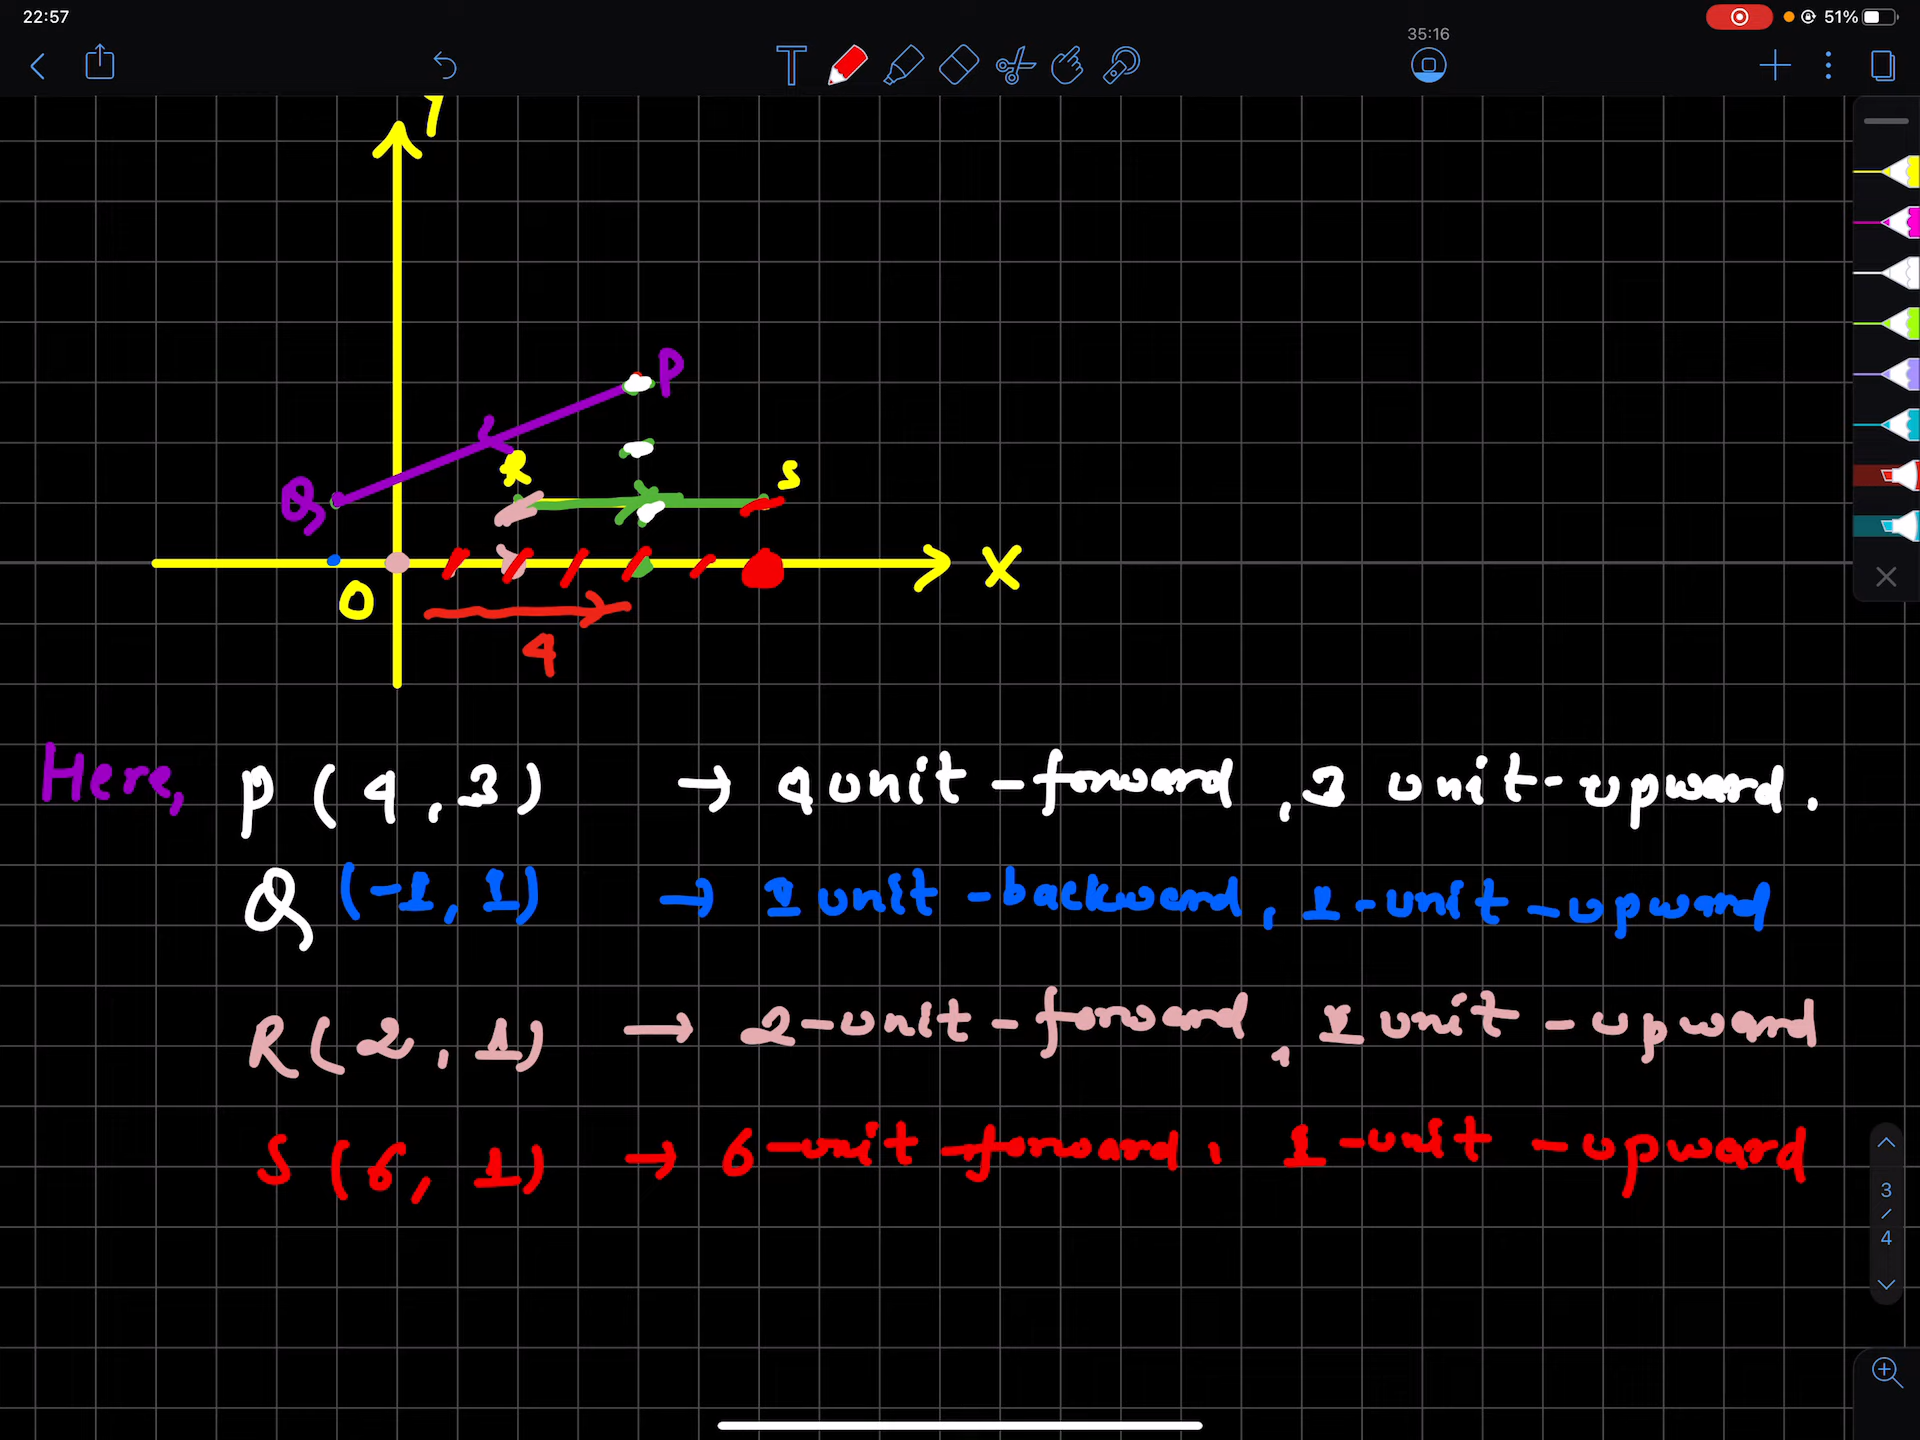 22:57
51%
35:16
Y
P
Q
R
S
O
X
4
Here, P ( 4 , 3 ) → 4 unit - forward , 3 unit - upward .
Q (-1, 1) → 1 unit - backward, 1 - unit - upward
R ( 2 , 1 ) → 2 - unit - forward, 1 unit - upward
S ( 6, 1 ) → 6 - unit - forward, 1 - unit - upward
3
/
4